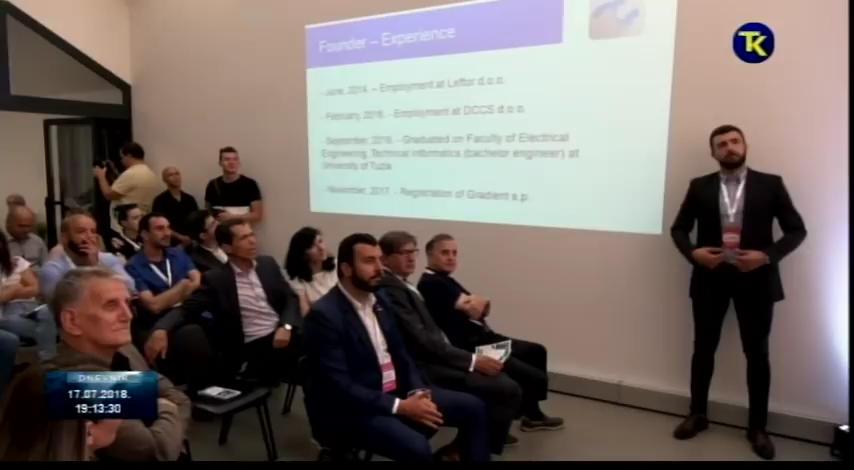 Founder – Experience
TK
- June, 2014. – Employment at Leftor d.o.o.
- February, 2016. - Employment at DCCS d.o.o.
- September, 2016. - Graduated on Faculty of Electrical
Engineering, Technical Informatics (bachelor engineer) at
University of Tuzla
- November, 2017. - Registration of Gradient s.p.
DNEVNIK
17.07.2018.
19:13:30